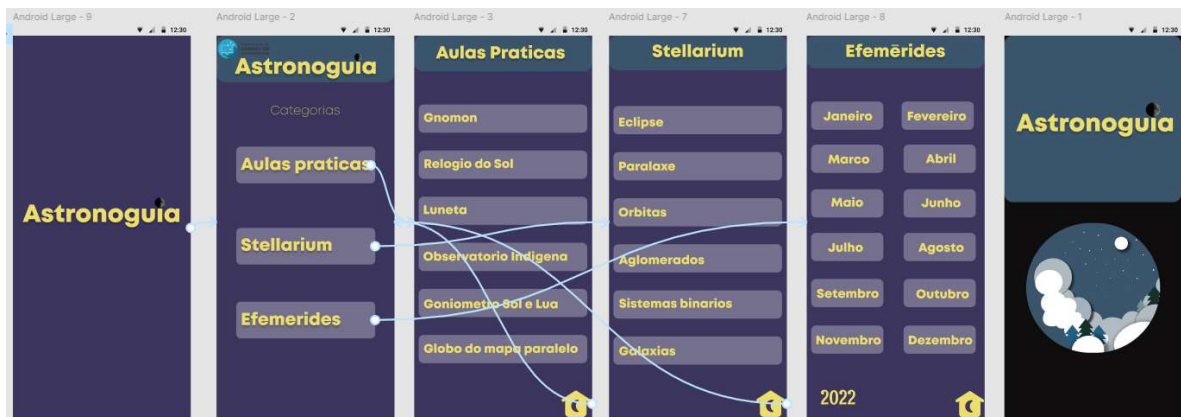 Android Large - 9
12:30
Astronoguia
Android Large - 2
12:30
Astronoguia
Categorias
Aulas praticas
Stellarium
Efemerides
Android Large - 3
12:30
Aulas Praticas
Gnomon
Relogio do Sol
Luneta
Observatorio Indigena
Goniometro Sol e Lua
Globo do mapa paralelo
Android Large - 7
12:30
Stellarium
Eclipse
Paralaxe
Orbitas
Aglomerados
Sistemas binarios
Galaxias
Android Large - 8
12:30
Efemērides
Janeiro Fevereiro
Marco Abril
Maio Junho
Julho Agosto
Setembro Outubro
Novembro Dezembro
2022
Android Large - 1
12:30
Astronoguia